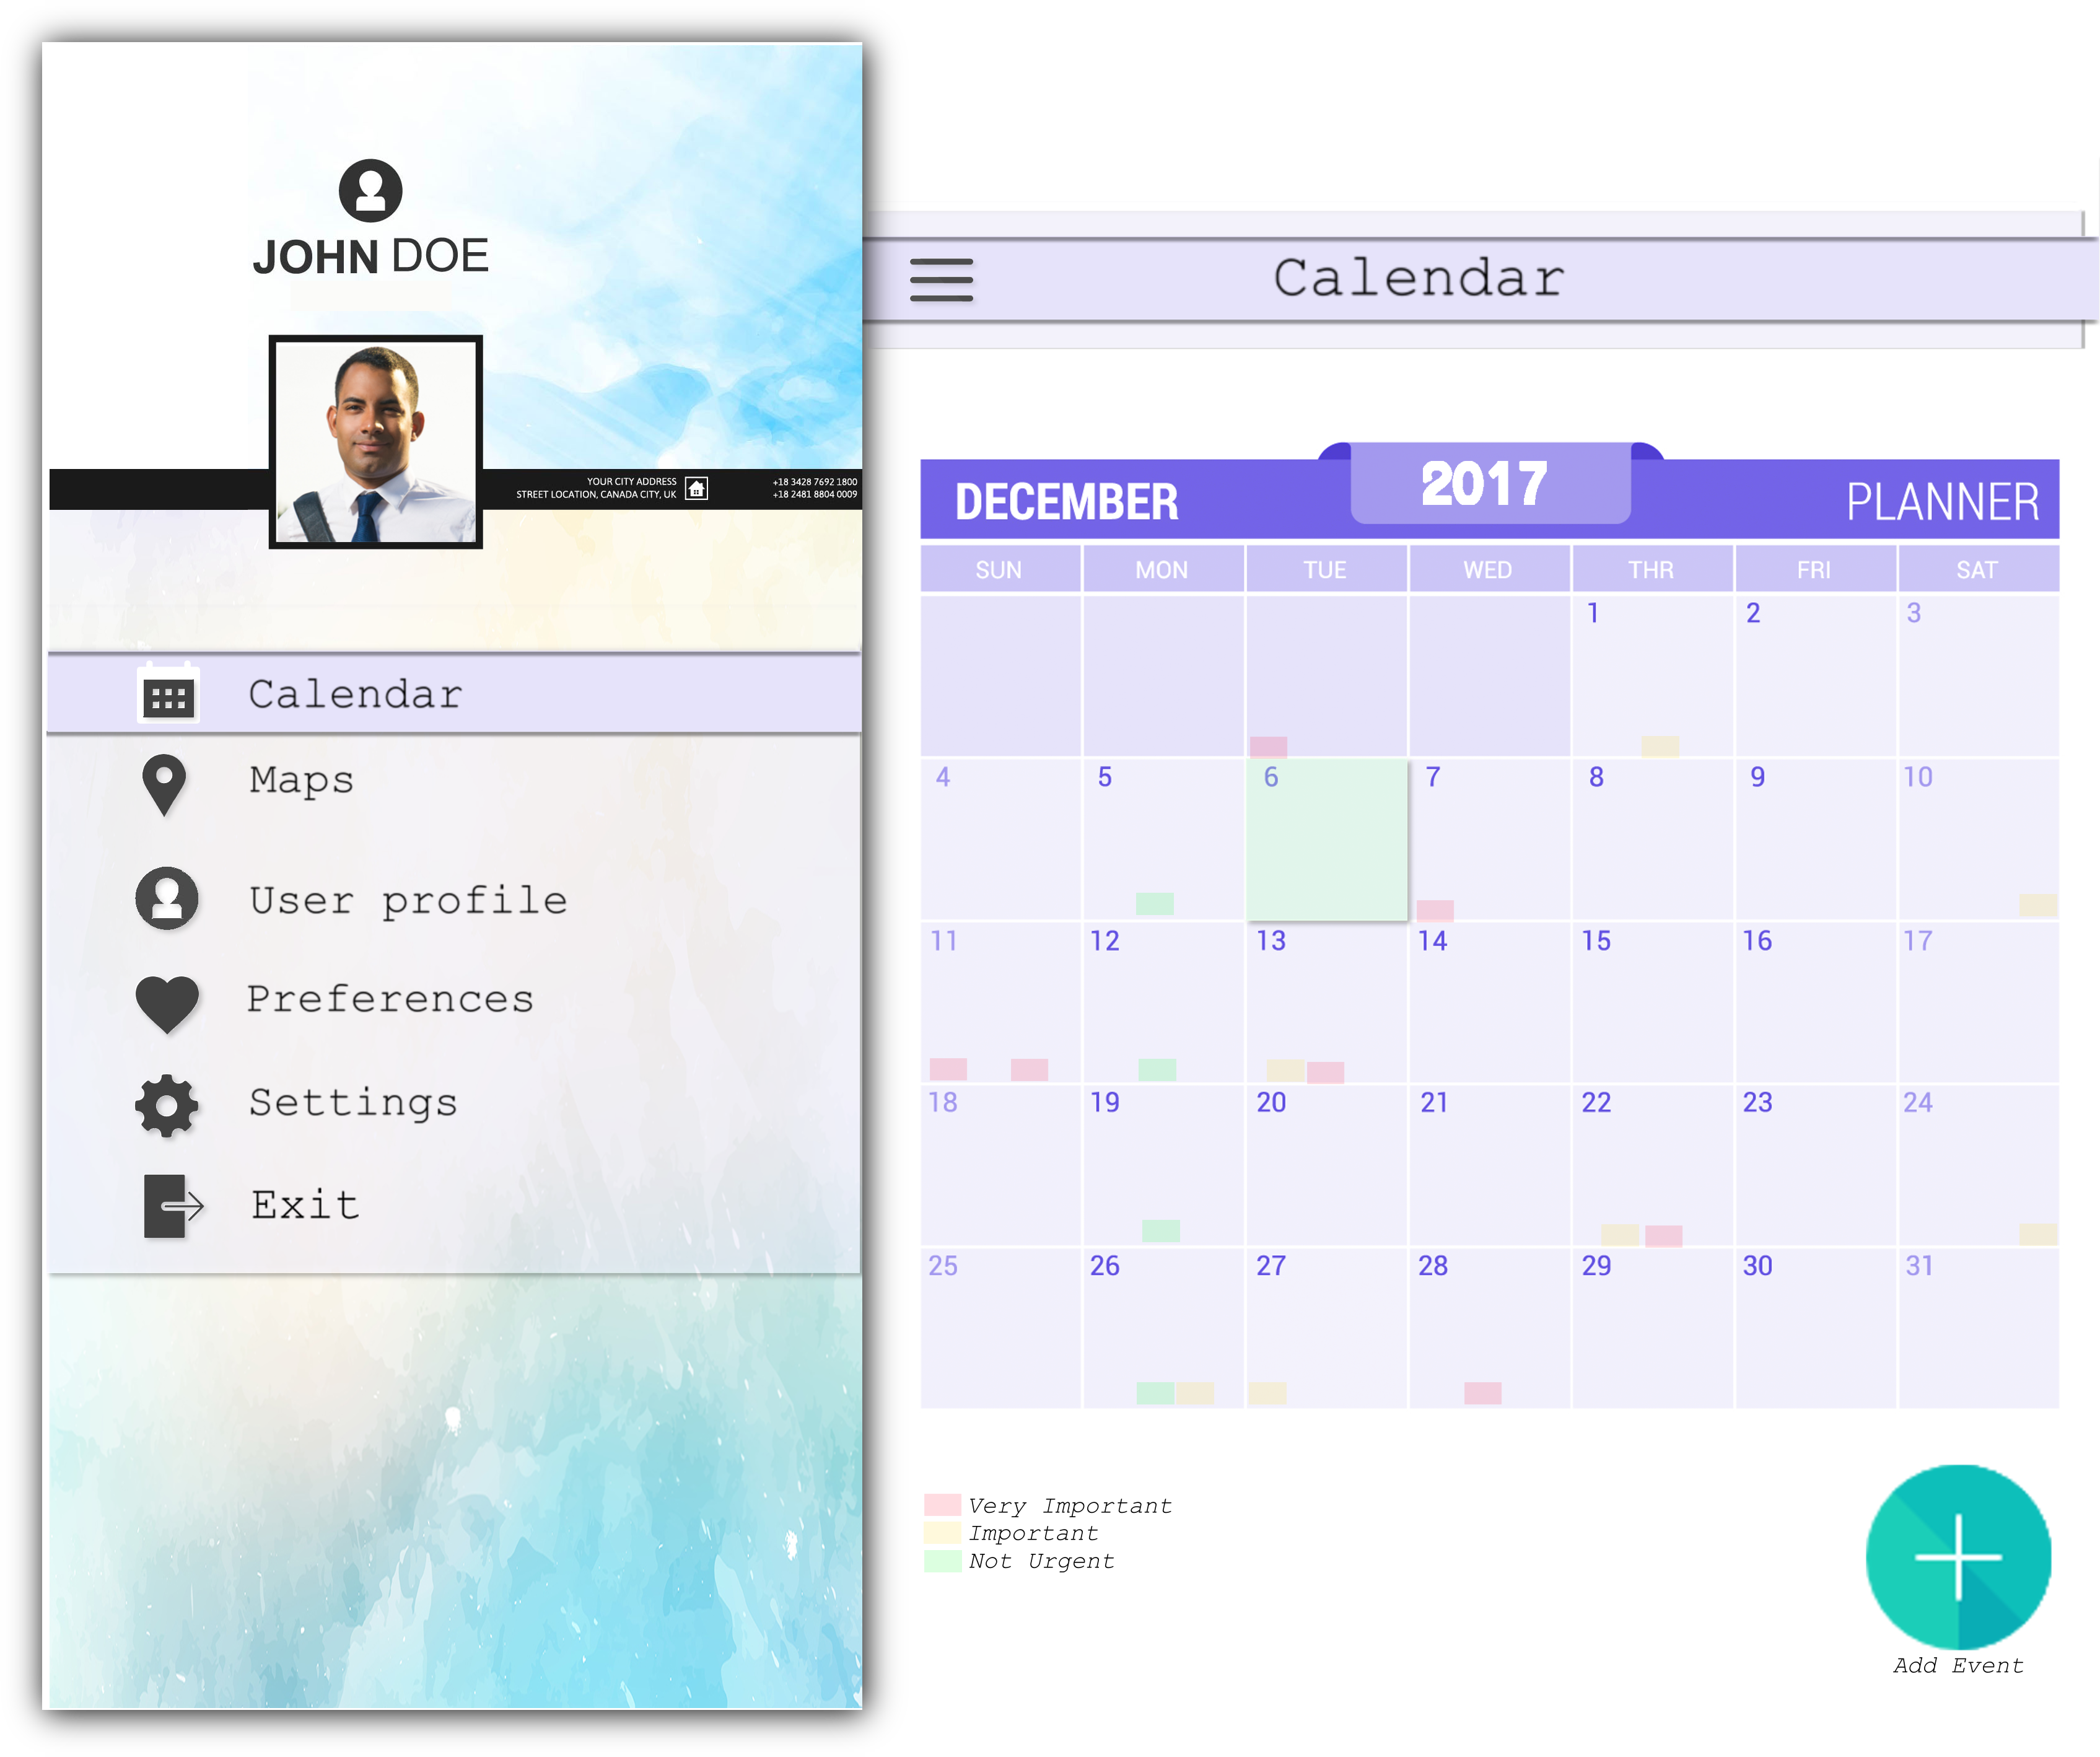 JOHN DOE
YOUR CITY ADDRESS
STREET LOCATION, CANADA CITY, UK
+18 3428 7692 1800
+18 2481 8804 0009
Calendar
Maps
User profile
Preferences
Settings
Exit
Calendar
DECEMBER 2017 PLANNER
SUN MON TUE WED THR FRI SAT
1 2 3
4 5 6 7 8 9 10
11 12 13 14 15 16 17
18 19 20 21 22 23 24
25 26 27 28 29 30 31
Very Important
Important
Not Urgent
Add Event